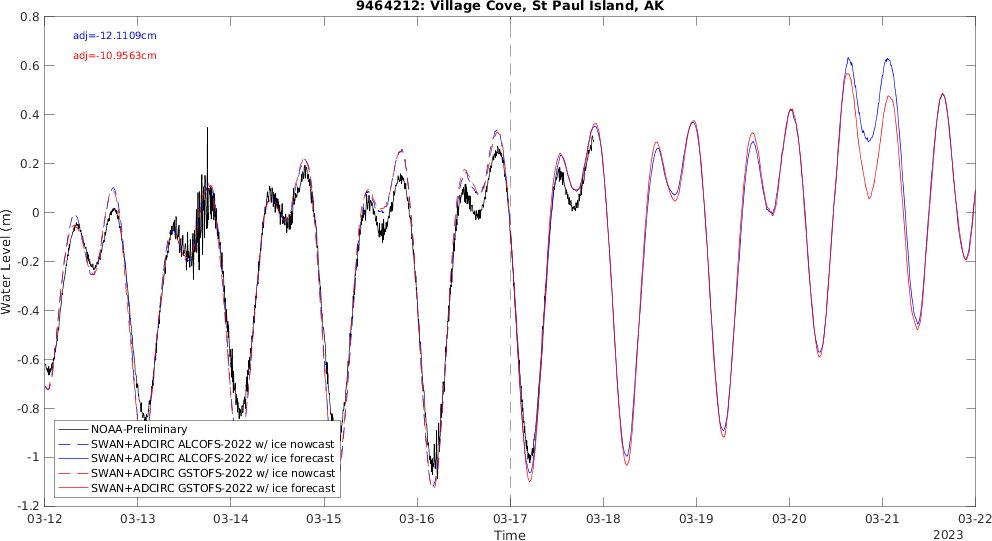 9464212: Village Cove, St Paul Island, AK
adj=-12.1109cm
adj=-10.9563cm
0.8
0.6
0.4
0.2
0
-0.2
-0.4
-0.6
-0.8
-1
-1.2
Water Level (m)
NOAA-Preliminary
SWAN+ADCIRC ALCOFS-2022 w/ ice nowcast
SWAN+ADCIRC ALCOFS-2022 w/ ice forecast
SWAN+ADCIRC GSTOFS-2022 w/ ice nowcast
SWAN+ADCIRC GSTOFS-2022 w/ ice forecast
03-12 03-13 03-14 03-15 03-16 03-17 03-18 03-19 03-20 03-21 03-22
Time
2023